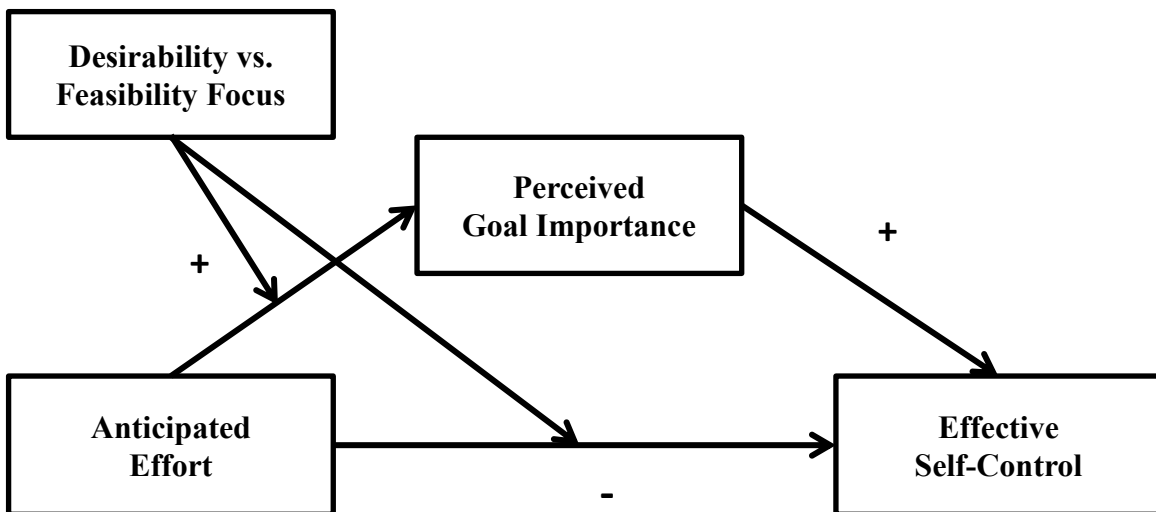 Desirability vs.
Feasibility Focus
Perceived
Goal Importance
+
+
Anticipated
Effort
Effective
Self-Control
-